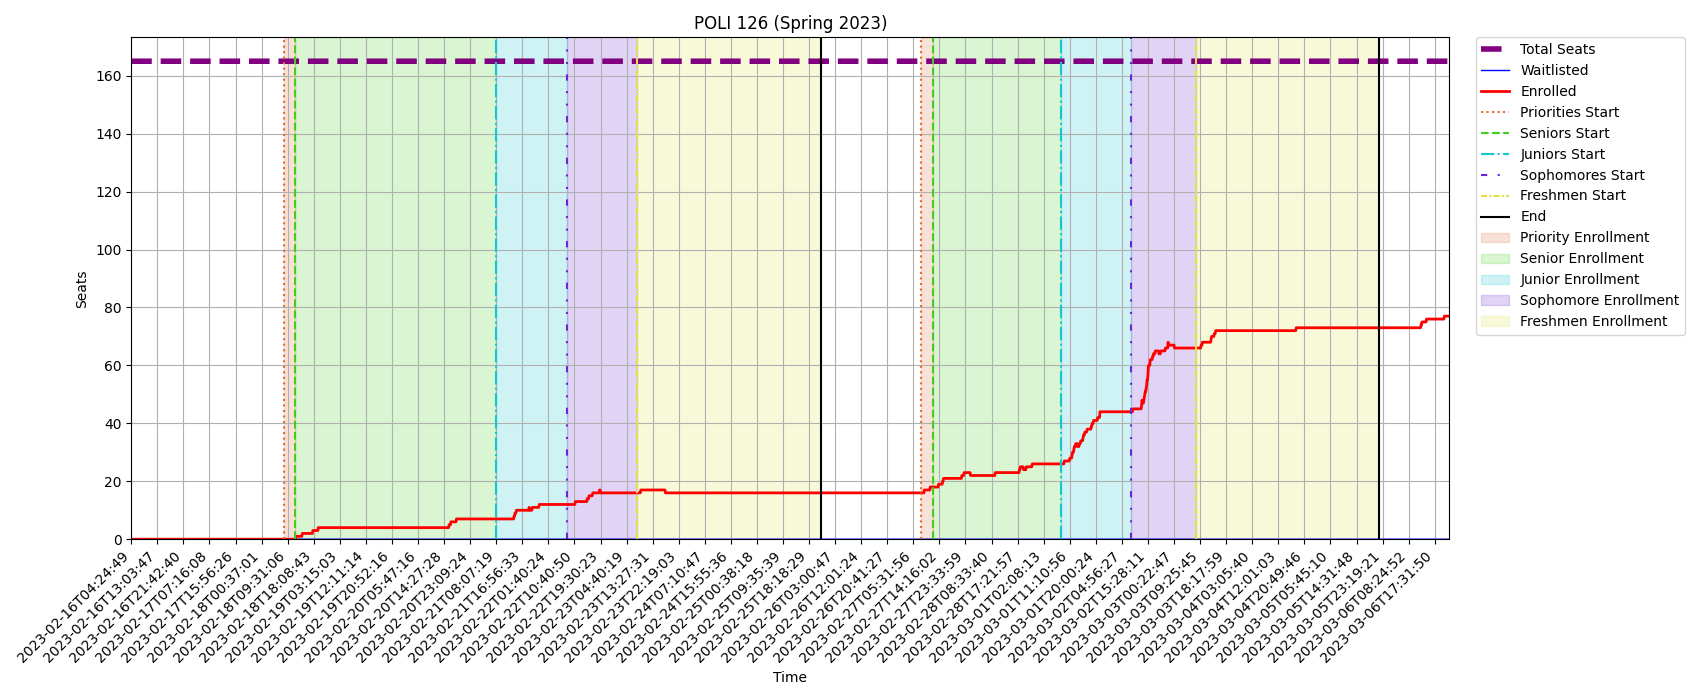 POLI 126 (Spring 2023)
Seats
160
140
120
100
80
60
40
20
0
2023-02-16T04:24:49
2023-02-16T13:03:47
2023-02-16T21:42:40
2023-02-17T07:16:08
2023-02-17T15:56:26
2023-02-18T00:37:01
2023-02-18T09:31:06
2023-02-18T18:08:43
2023-02-19T03:15:03
2023-02-19T12:11:14
2023-02-19T20:52:16
2023-02-20T05:47:16
2023-02-20T14:27:28
2023-02-20T23:09:24
2023-02-21T08:07:19
2023-02-21T16:56:33
2023-02-22T01:40:24
2023-02-22T10:40:50
2023-02-22T19:30:23
2023-02-23T04:40:19
2023-02-23T13:27:31
2023-02-23T22:19:03
2023-02-24T07:10:47
2023-02-24T15:55:36
2023-02-25T00:38:18
2023-02-25T09:35:39
2023-02-25T18:18:29
2023-02-26T03:00:47
2023-02-26T12:01:24
2023-02-26T20:41:27
2023-02-27T05:31:56
2023-02-27T14:16:02
2023-02-27T23:33:59
2023-02-28T08:33:40
2023-02-28T17:21:57
2023-03-01T02:08:13
2023-03-01T11:10:56
2023-03-01T20:00:24
2023-03-02T04:56:27
2023-03-02T15:28:11
2023-03-03T00:22:47
2023-03-03T09:25:45
2023-03-03T18:17:59
2023-03-04T03:05:40
2023-03-04T12:01:03
2023-03-04T20:49:46
2023-03-05T05:45:10
2023-03-05T14:31:48
2023-03-05T23:19:21
2023-03-06T08:24:52
2023-03-06T17:31:50
Time
Total Seats
Waitlisted
Enrolled
Priorities Start
Seniors Start
Juniors Start
Sophomores Start
Freshmen Start
End
Priority Enrollment
Senior Enrollment
Junior Enrollment
Sophomore Enrollment
Freshmen Enrollment